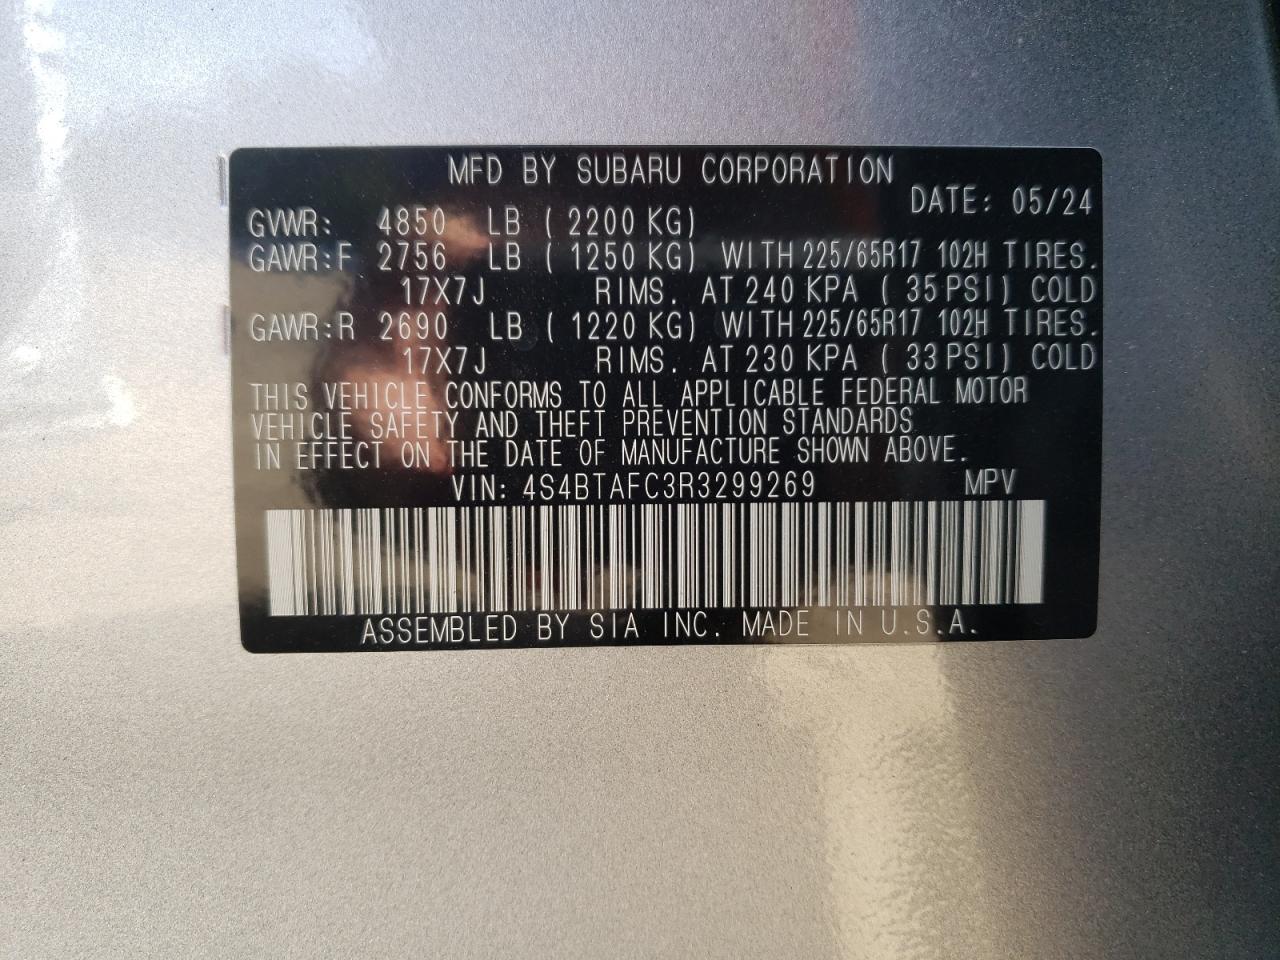 MFD BY SUBARU CORPORATION
DATE: 05/24
GVWR: 4850 LB ( 2200 KG)
GAWR:F 2756 LB ( 1250 KG) WITH 225/65R17 102H TIRES.
17X7J RIMS. AT 240 KPA ( 35 PSI) COLD
GAWR:R 2690 LB ( 1220 KG) WITH 225/65R17 102H TIRES.
17X7J RIMS. AT 230 KPA ( 33 PSI) COLD
THIS VEHICLE CONFORMS TO ALL APPLICABLE FEDERAL MOTOR
VEHICLE SAFETY AND THEFT PREVENTION STANDARDS
IN EFFECT ON THE DATE OF MANUFACTURE SHOWN ABOVE.
VIN: 4S4BTAFC3R3299269 MPV
ASSEMBLED BY SIA INC. MADE IN U.S.A.